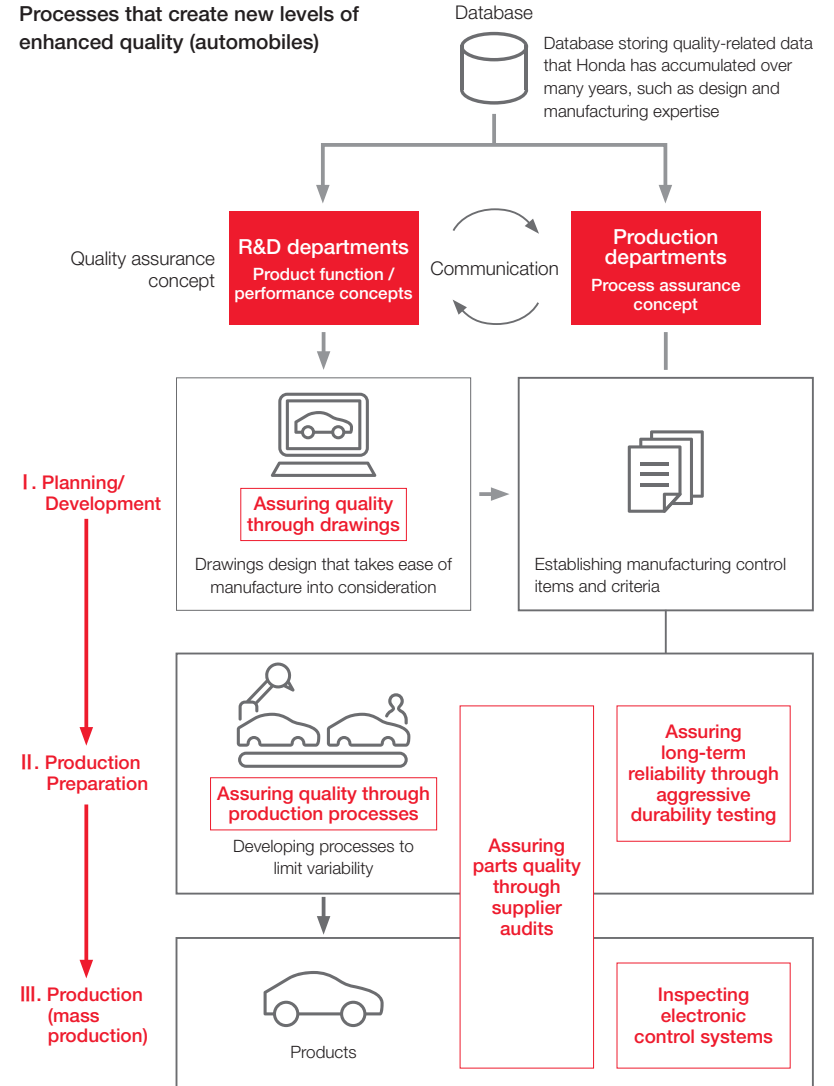 Processes that create new levels of
enhanced quality (automobiles)
Database
Database storing quality-related data
that Honda has accumulated over
many years, such as design and
manufacturing expertise
Quality assurance
concept
R&D departments
Product function /
performance concepts
Communication
Production
departments
Process assurance
concept
I. Planning/
Development
Assuring quality
through drawings
Drawings design that takes ease of
manufacture into consideration
Establishing manufacturing control
items and criteria
II. Production
Preparation
Assuring quality through
production processes
Developing processes to
limit variability
Assuring
parts quality
through
supplier
audits
Assuring
long-term
reliability through
aggressive
durability testing
III. Production
(mass
production)
Products
Inspecting
electronic
control systems